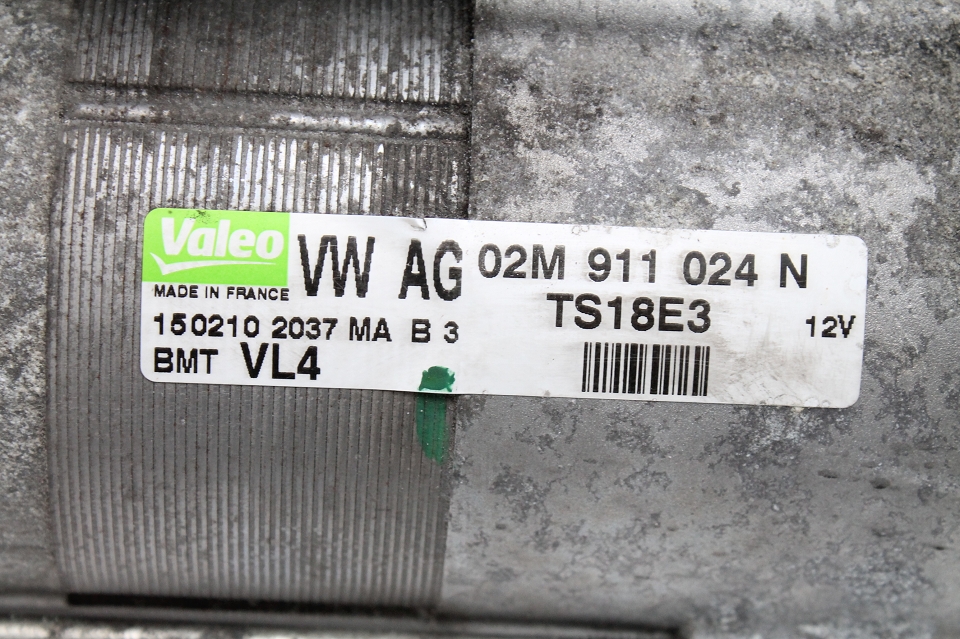 Valeo
MADE IN FRANCE
VW AG 02M 911 024 N
TS18E3
12V
150210 2037 MA B 3
BMT VL4